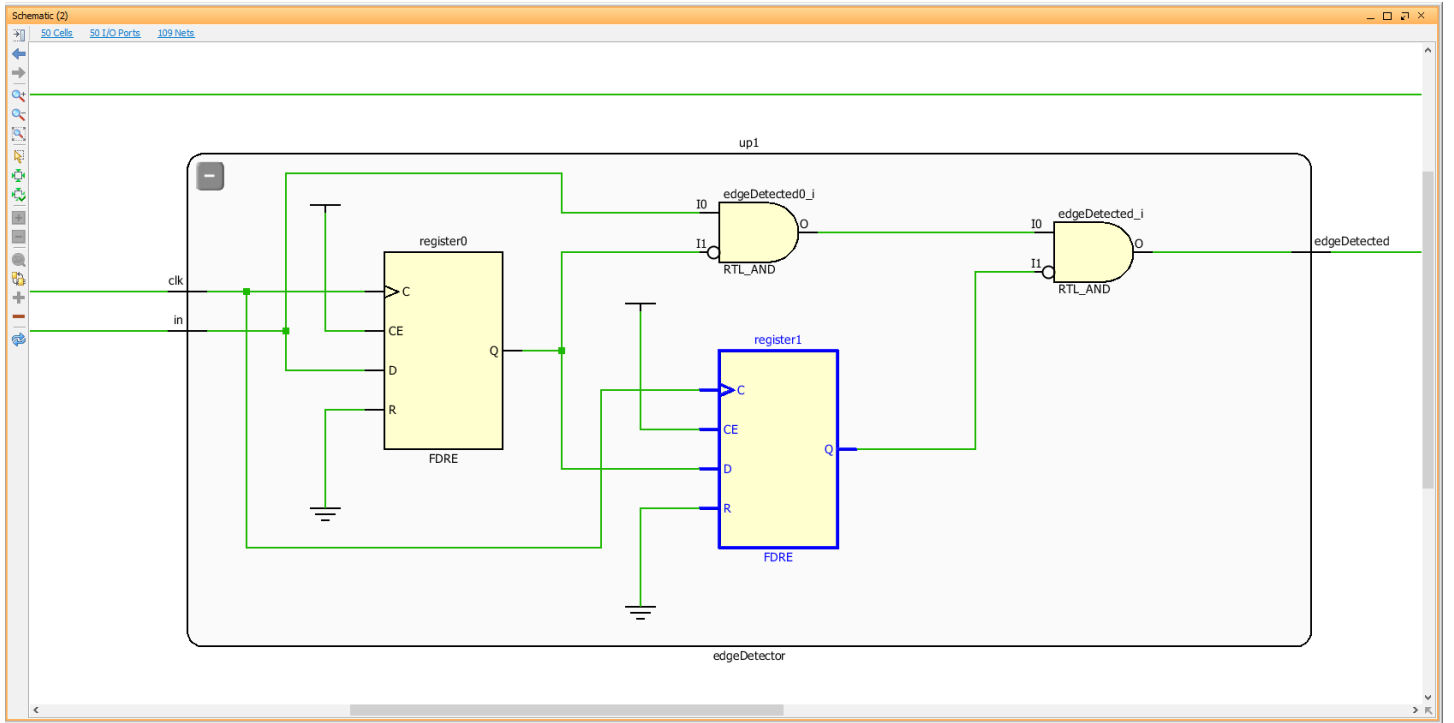 Schematic (2)
50 Cells 50 I/O Ports 109 Nets
up1
edgeDetected0_i
I0
O
I1
RTL_AND
edgeDetected_i
I0
O
I1
RTL_AND
edgeDetected
register0
clk
in
C
CE
D
R
Q
FDRE
register1
C
CE
D
R
Q
FDRE
edgeDetector